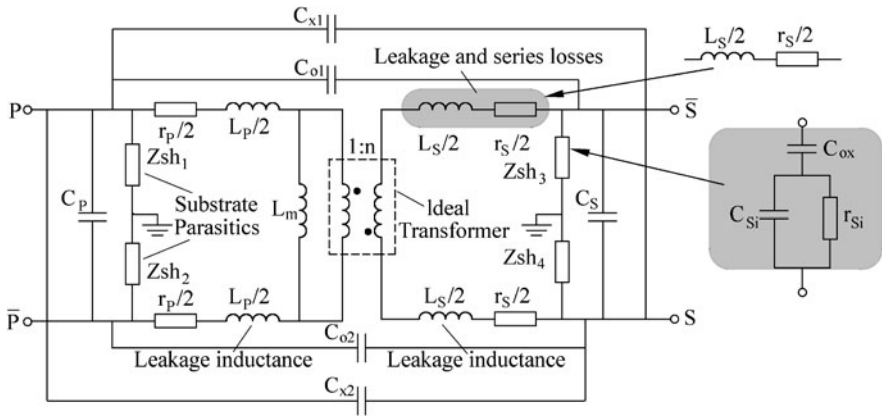 Cx1
Co1
Leakage and series losses
LS/2
rS/2
P
S̅
rP/2
LP/2
LS/2
rS/2
1:n
Zsh1
Zsh3
Cox
CP
Substrate
Parasitics
Lm
Ideal
Transformer
CS
CSi
rSi
Zsh2
Zsh4
rP/2
LP/2
LS/2
rS/2
P̅
S
Co2
Leakage inductance
Leakage inductance
Cx2